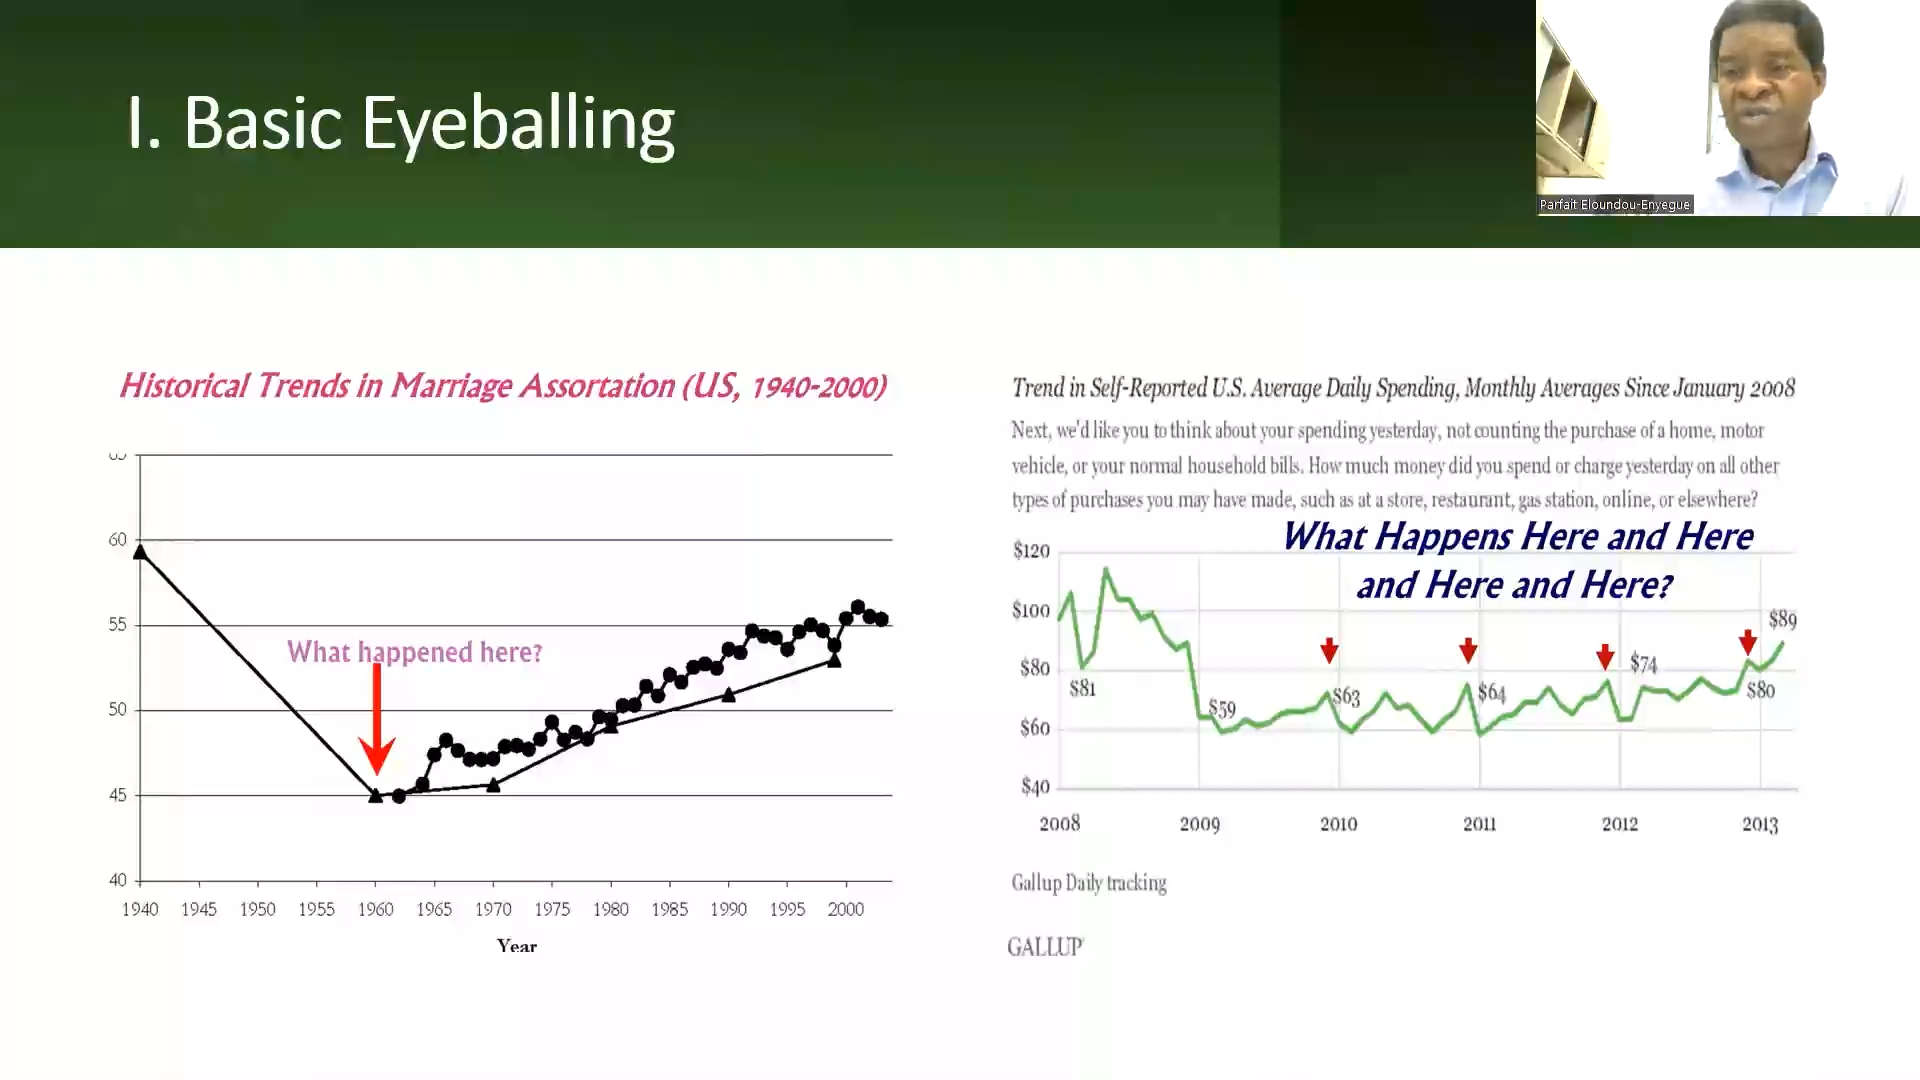 I. Basic Eyeballing
Parfait Eloundou-Enyegue
Historical Trends in Marriage Assortation (US, 1940-2000)
60
55
50
45
40
What happened here?
1940 1945 1950 1955 1960 1965 1970 1975 1980 1985 1990 1995 2000
Year
Trend in Self-Reported U.S. Average Daily Spending, Monthly Averages Since January 2008
Next, we'd like you to think about your spending yesterday, not counting the purchase of a home, motor
vehicle, or your normal household bills. How much money did you spend or charge yesterday on all other
types of purchases you may have made, such as at a store, restaurant, gas station, online, or elsewhere?
What Happens Here and Here
and Here and Here?
$120
$100
$80
$60
$40
$81
$59
$63
$64
$74
$80
$89
2008 2009 2010 2011 2012 2013
Gallup Daily tracking
GALLUP